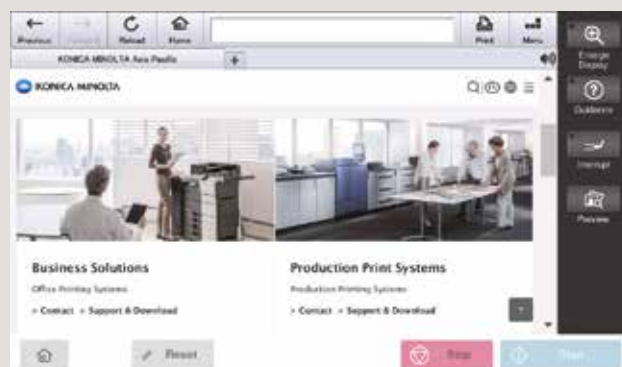 Previous Forward Reload Home Print Menu
KONICA MINOLTA Asia Pacific +
KONICA MINOLTA
Enlarge
Display
Guidance
Interrupt
Preview
Business Solutions Production Print Systems
Office Printing Systems Production Printing Systems
> Contact > Support & Download > Contact > Support & Download
Reset Stop Start